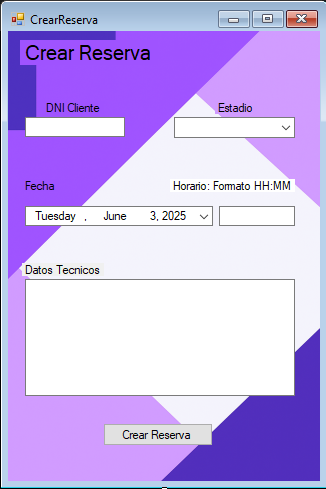 CrearReserva
Crear Reserva
DNI Cliente
Estadio
Fecha
Horario: Formato HH:MM
Tuesday , June 3, 2025
Datos Tecnicos
Crear Reserva